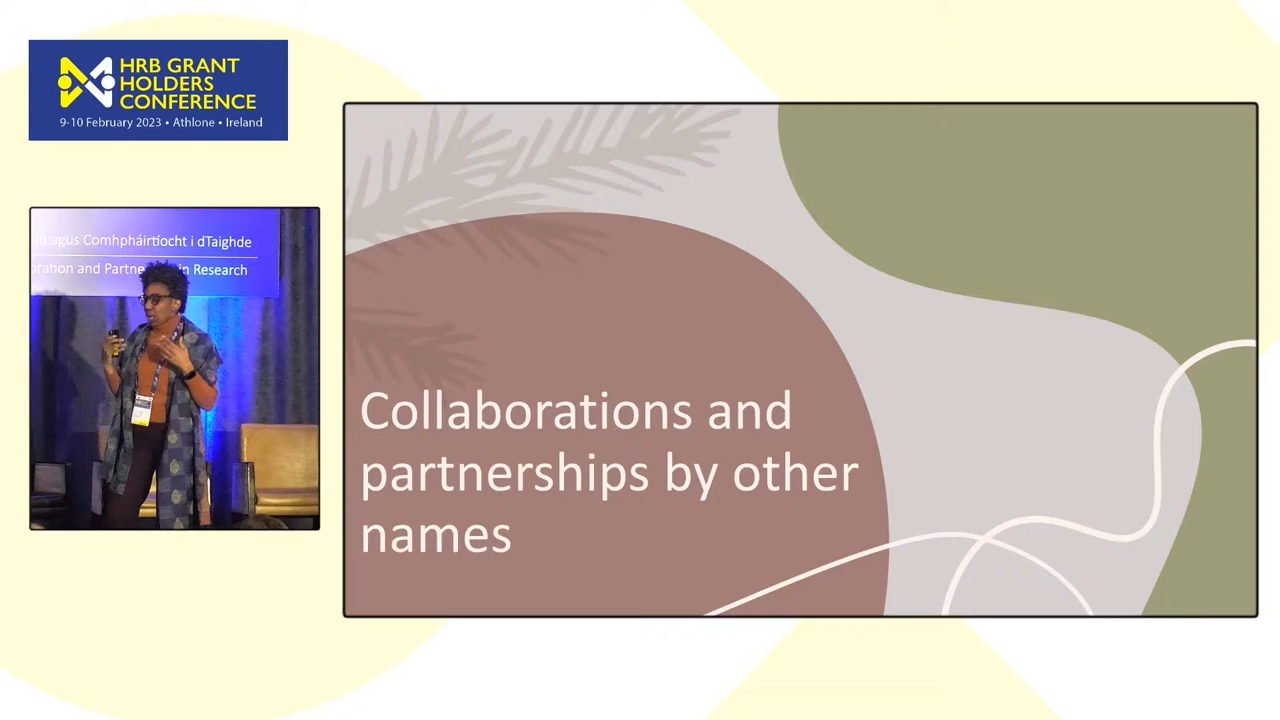 HRB GRANT
HOLDERS
CONFERENCE
9-10 February 2023 • Athlone • Ireland
agus Comhpháirtíocht i dTaighde
and in Research
Collaborations and
partnerships by other
names